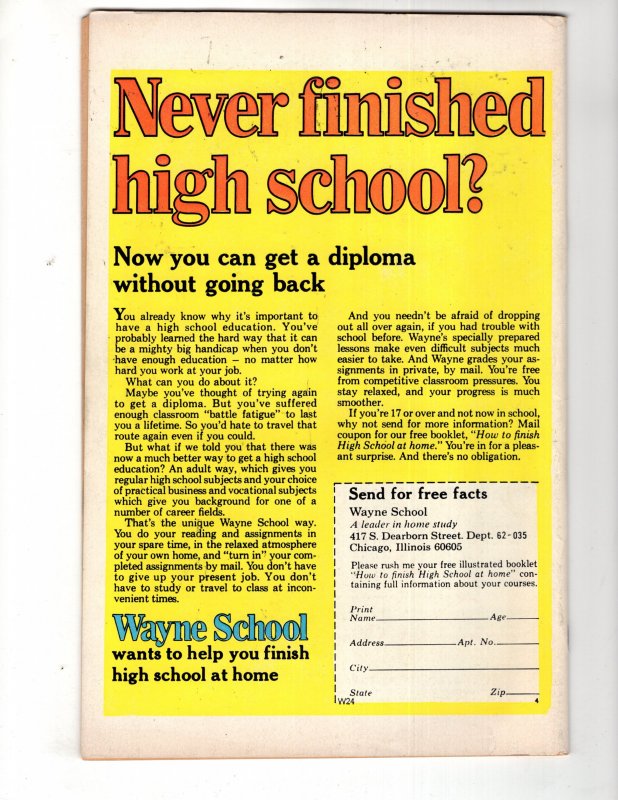 Never finished
high school?
Now you can get a diploma
without going back
You already know why it's important to
have a high school education. You've
probably learned the hard way that it can
be a mighty big handicap when you don't
have enough education — no matter how
hard you work at your job.
What can you do about it?
Maybe you've thought of trying again
to get a diploma. But you've suffered
enough classroom "battle fatigue" to last
you a lifetime. So you'd hate to travel that
route again even if you could.
But what if we told you that there was
now a much better way to get a high school
education? An adult way, which gives you
regular high school subjects and your choice
of practical business and vocational subjects
which give you background for one of a
number of career fields.
That's the unique Wayne School way.
You do your reading and assignments in
your spare time, in the relaxed atmosphere
of your own home, and "turn in" your com-
pleted assignments by mail. You don't have
to give up your present job. You don't
have to study or travel to class at incon-
venient times.
Wayne School
wants to help you finish
high school at home
And you needn't be afraid of dropping
out all over again, if you had trouble with
school before. Wayne's specially prepared
lessons make even difficult subjects much
easier to take. And Wayne grades your as-
signments in private, by mail. You're free
from competitive classroom pressures. You
stay relaxed, and your progress is much
smoother.
If you're 17 or over and not now in school,
why not send for more information? Mail
coupon for our free booklet, "How to finish
High School at home." You're in for a pleas-
ant surprise. And there's no obligation.
Send for free facts
Wayne School
A leader in home study
417 S. Dearborn Street. Dept. 62-035
Chicago, Illinois 60605
Please rush me your free illustrated booklet
"How to finish High School at home" con-
taining full information about your courses.
Print
Name Age
Address Apt. No.
City
State Zip
W24 4